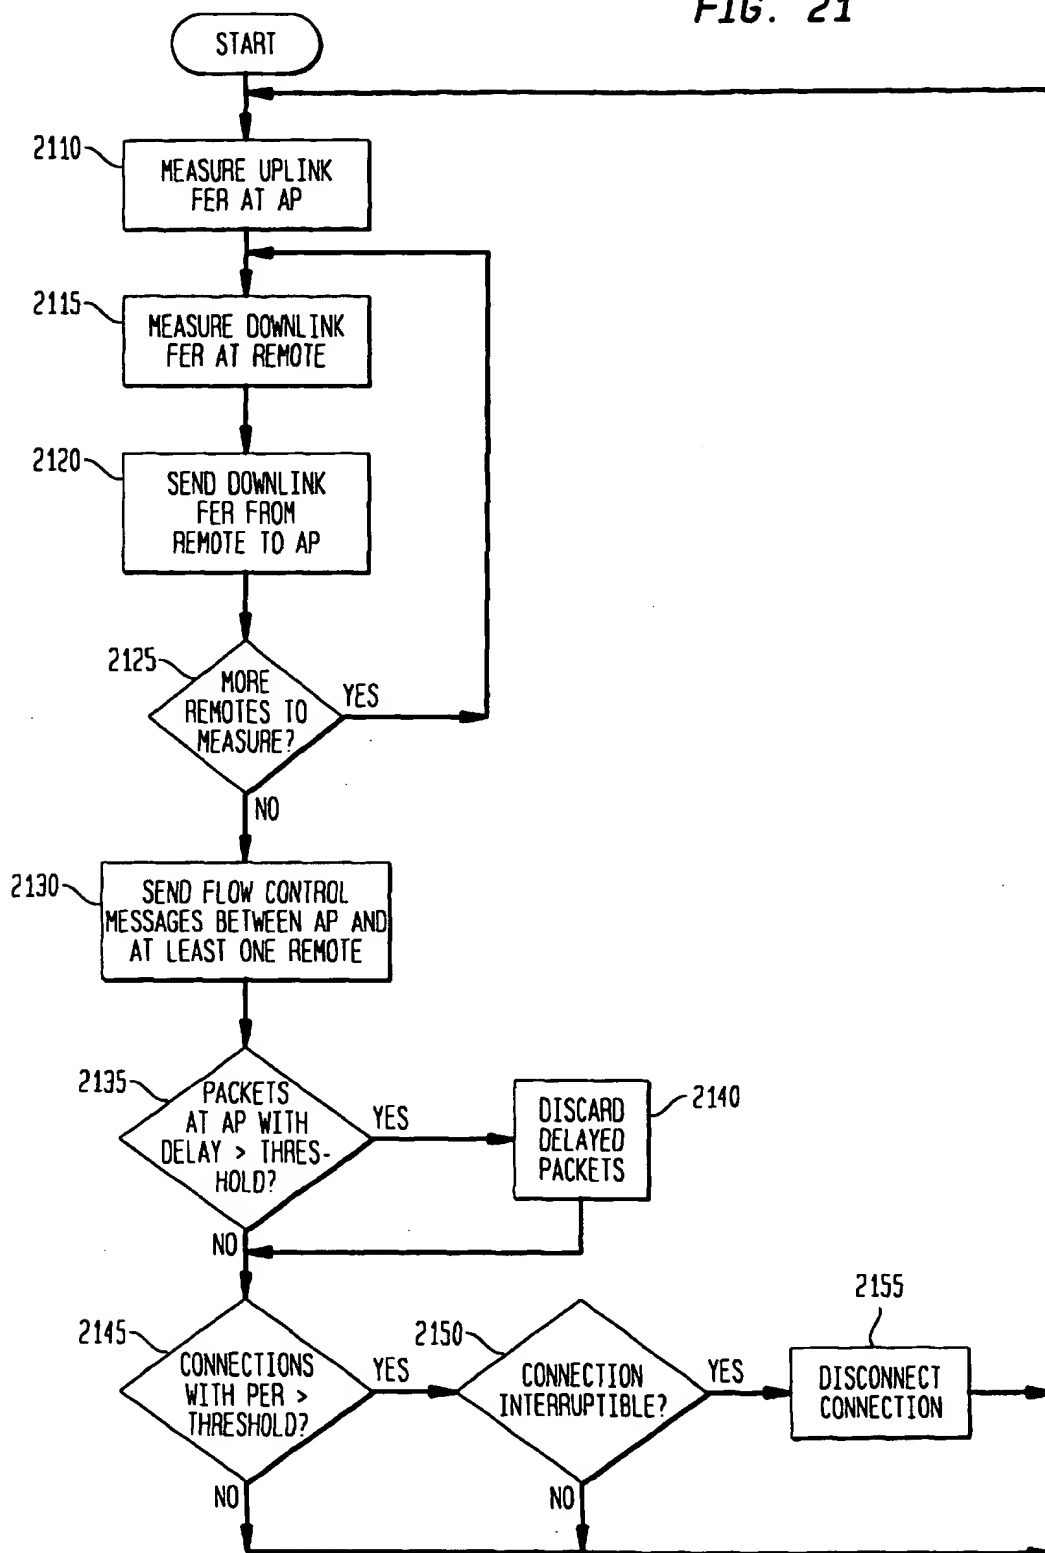 FIG. 21
START
2110
MEASURE UPLINK
FER AT AP
2115
MEASURE DOWNLINK
FER AT REMOTE
2120
SEND DOWNLINK
FER FROM
REMOTE TO AP
2125
MORE
REMOTES TO
MEASURE?
YES
NO
2130
SEND FLOW CONTROL
MESSAGES BETWEEN AP AND
AT LEAST ONE REMOTE
2135
PACKETS
AT AP WITH
DELAY > THRES-
HOLD?
YES
2140
DISCARD
DELAYED
PACKETS
NO
2145
CONNECTIONS
WITH PER >
THRESHOLD?
YES
2150
CONNECTION
INTERRUPTIBLE?
YES
2155
DISCONNECT
CONNECTION
NO
NO